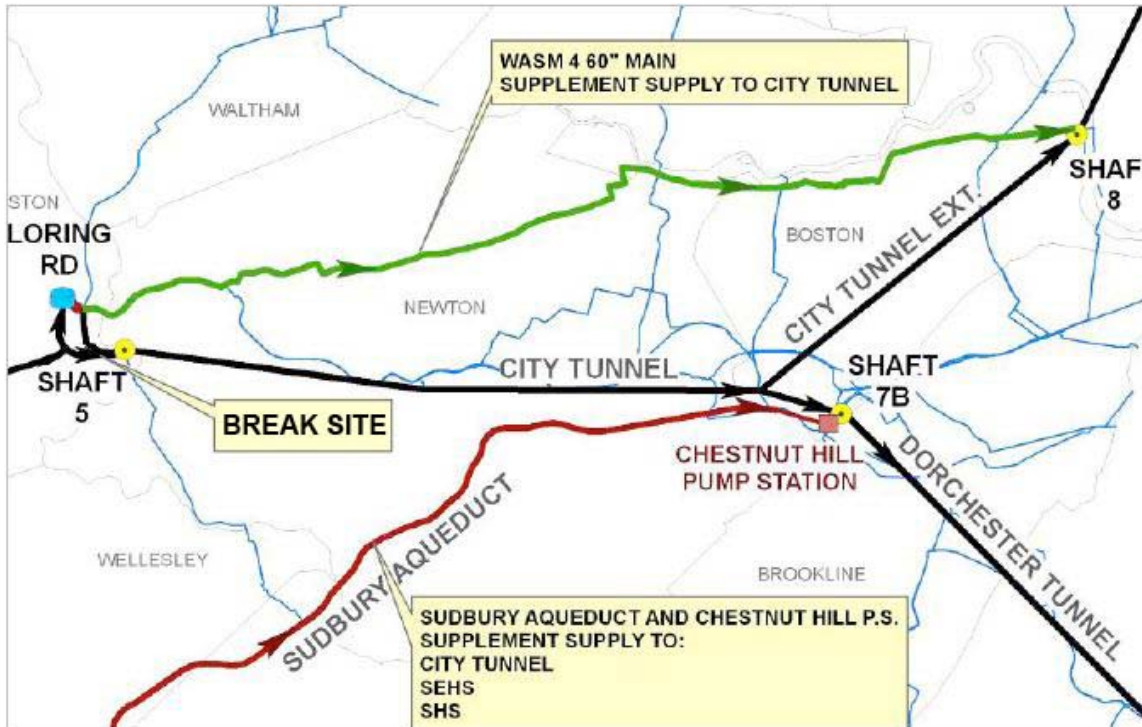 WASM 4 60" MAIN
SUPPLEMENT SUPPLY TO CITY TUNNEL
WALTHAM
STON
LORING
RD
SHAF
8
CITY TUNNEL EXT.
BOSTON
NEWTON
SHAFT
5
CITY TUNNEL
SHAFT
7B
BREAK SITE
CHESTNUT HILL
PUMP STATION
DORCHESTER TUNNEL
SUDBURY AQUEDUCT
WELLESLEY
BROOKLINE
SUDBURY AQUEDUCT AND CHESTNUT HILL P.S.
SUPPLEMENT SUPPLY TO:
CITY TUNNEL
SEHS
SHS